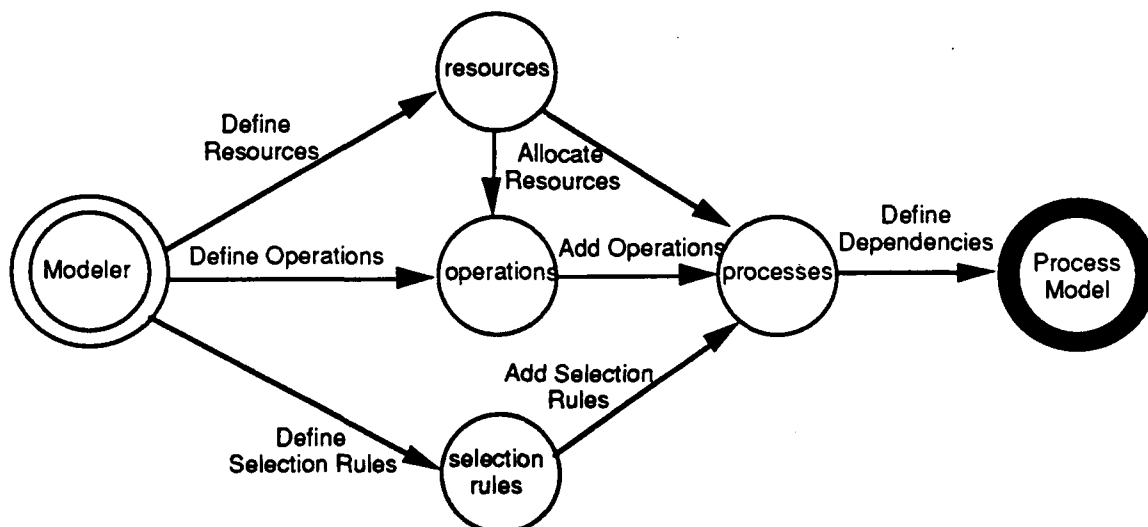 resources
Define
Resources
Allocate
Resources
Modeler
Define Operations
operations
Add Operations
processes
Define
Dependencies
Process
Model
Add Selection
Rules
Define
Selection Rules
selection
rules